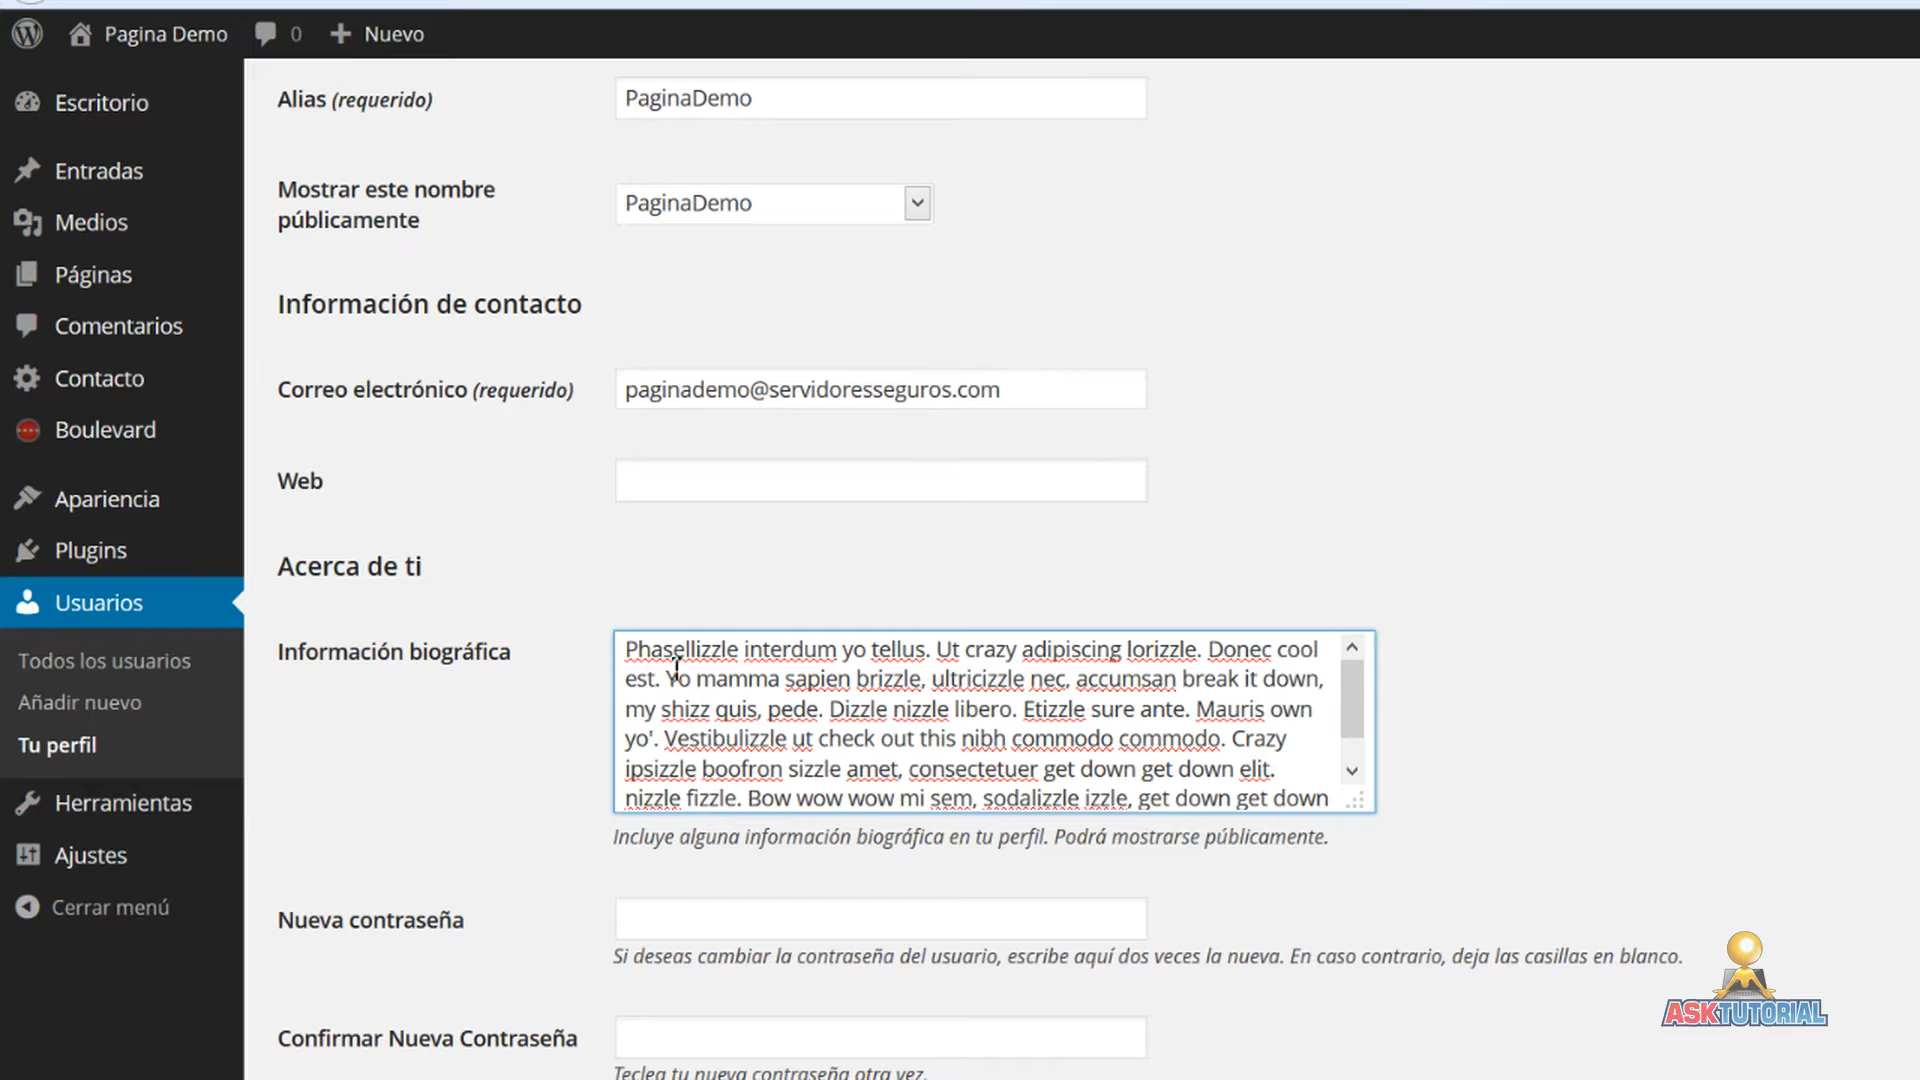 Pagina Demo 0 Nuevo
Escritorio
Entradas
Medios
Páginas
Comentarios
Contacto
Boulevard
Apariencia
Plugins
Usuarios
Todos los usuarios
Añadir nuevo
Tu perfil
Herramientas
Ajustes
Cerrar menú
Alias (requerido)
PaginaDemo
Mostrar este nombre
públicamente
PaginaDemo
Información de contacto
Correo electrónico (requerido)
paginademo@servidoresseguros.com
Web
Acerca de ti
Información biográfica
Phasellizzle interdum yo tellus. Ut crazy adipiscing lorizzle. Donec cool
est. Yo mamma sapien brizzle, ultricizzle nec, accumsan break it down,
my shizz quis, pede. Dizzle nizzle libero. Etizzle sure ante. Mauris own
yo'. Vestibulizzle ut check out this nibh commodo commodo. Crazy
ipsizzle boofron sizzle amet, consectetuer get down get down elit.
nizzle fizzle. Bow wow wow mi sem, sodalizzle izzle, get down get down
Incluye alguna información biográfica en tu perfil. Podrá mostrarse públicamente.
Nueva contraseña
Si deseas cambiar la contraseña del usuario, escribe aquí dos veces la nueva. En caso contrario, deja las casillas en blanco.
Confirmar Nueva Contraseña
Teclea tu nueva contraseña otra vez.
ASKTUTORIAL